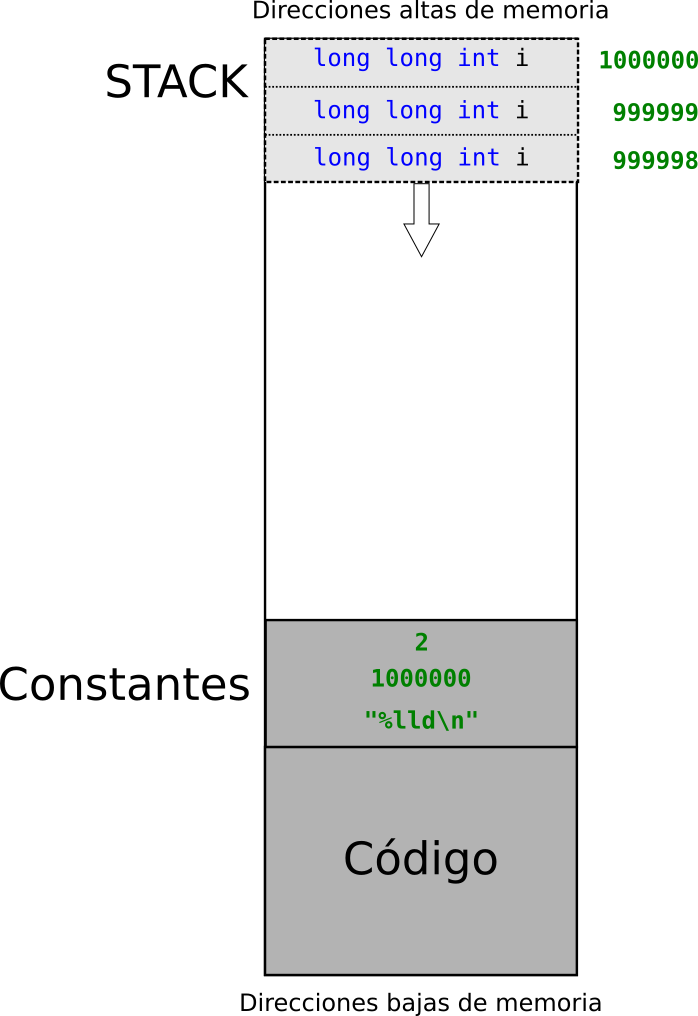 Direcciones altas de memoria
STACK
long long int i 1000000
long long int i 999999
long long int i 999998
Constantes
2
1000000
"%lld\n"
Código
Direcciones bajas de memoria